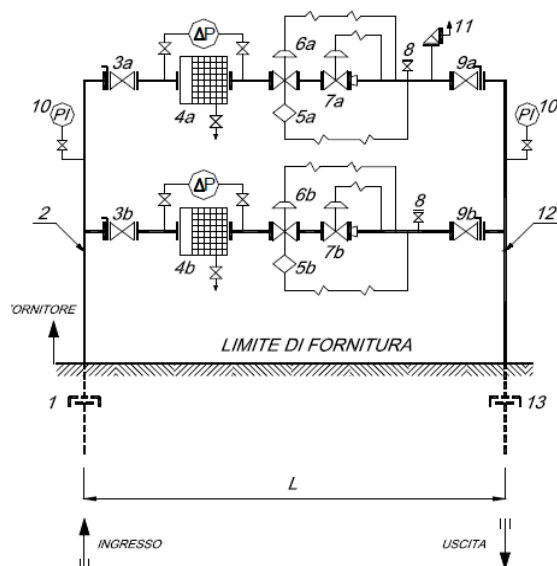 11
6a
8
ΔP
3a
9a
10
PI
7a
PI
10
4a
5a
6b
8
ΔP
2
3b
9b
12
7b
4b
5b
ORNITORE
LIMITE DI FORNITURA
1
13
L
INGRESSO
USCITA